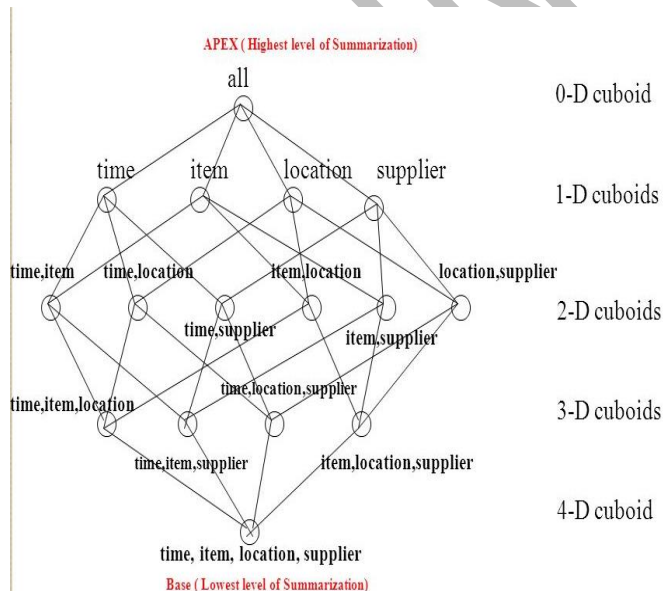 APEX ( Highest level of Summarization)
all
0-D cuboid
time item location supplier
1-D cuboids
time,item time,location item,location location,supplier
2-D cuboids
time,supplier item,supplier
time,location,supplier
3-D cuboids
time,item,location
time,item,supplier item,location,supplier
4-D cuboid
time, item, location, supplier
Base ( Lowest level of Summarization)